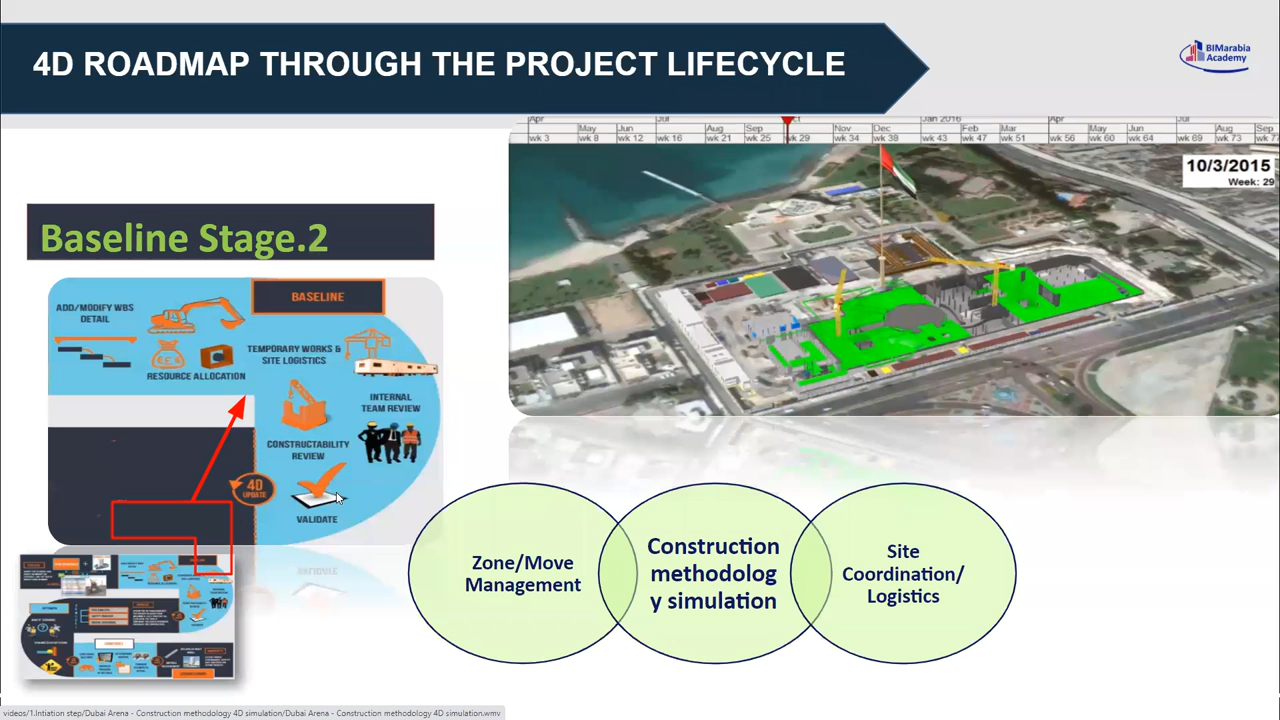 4D ROADMAP THROUGH THE PROJECT LIFECYCLE
BIMarabia
Academy
Apr Jul Jan 2016 Apr Jul
May Jun Aug Sep Nov Dec Feb Mar May Jun Aug Sep
wk 3 wk 8 wk 12 wk 16 wk 21 wk 25 wk 29 wk 34 wk 38 wk 43 wk 47 wk 51 wk 56 wk 60 wk 64 wk 69 wk 73
10/3/2015
Week: 29
Baseline Stage.2
BASELINE
ADD/MODIFY WBS
DETAIL
RESOURCE ALLOCATION
TEMPORARY WORKS &
SITE LOGISTICS
INTERNAL
TEAM REVIEW
CONSTRUCTABILITY
REVIEW
4D
UPDATE
VALIDATE
Zone/Move
Management
Construction
methodolog
y simulation
Site
Coordination/
Logistics
videos/1.Intiation step/Dubai Arena - Construction methodology 4D simulation/Dubai Arena - Construction methodology 4D simulation.wmv